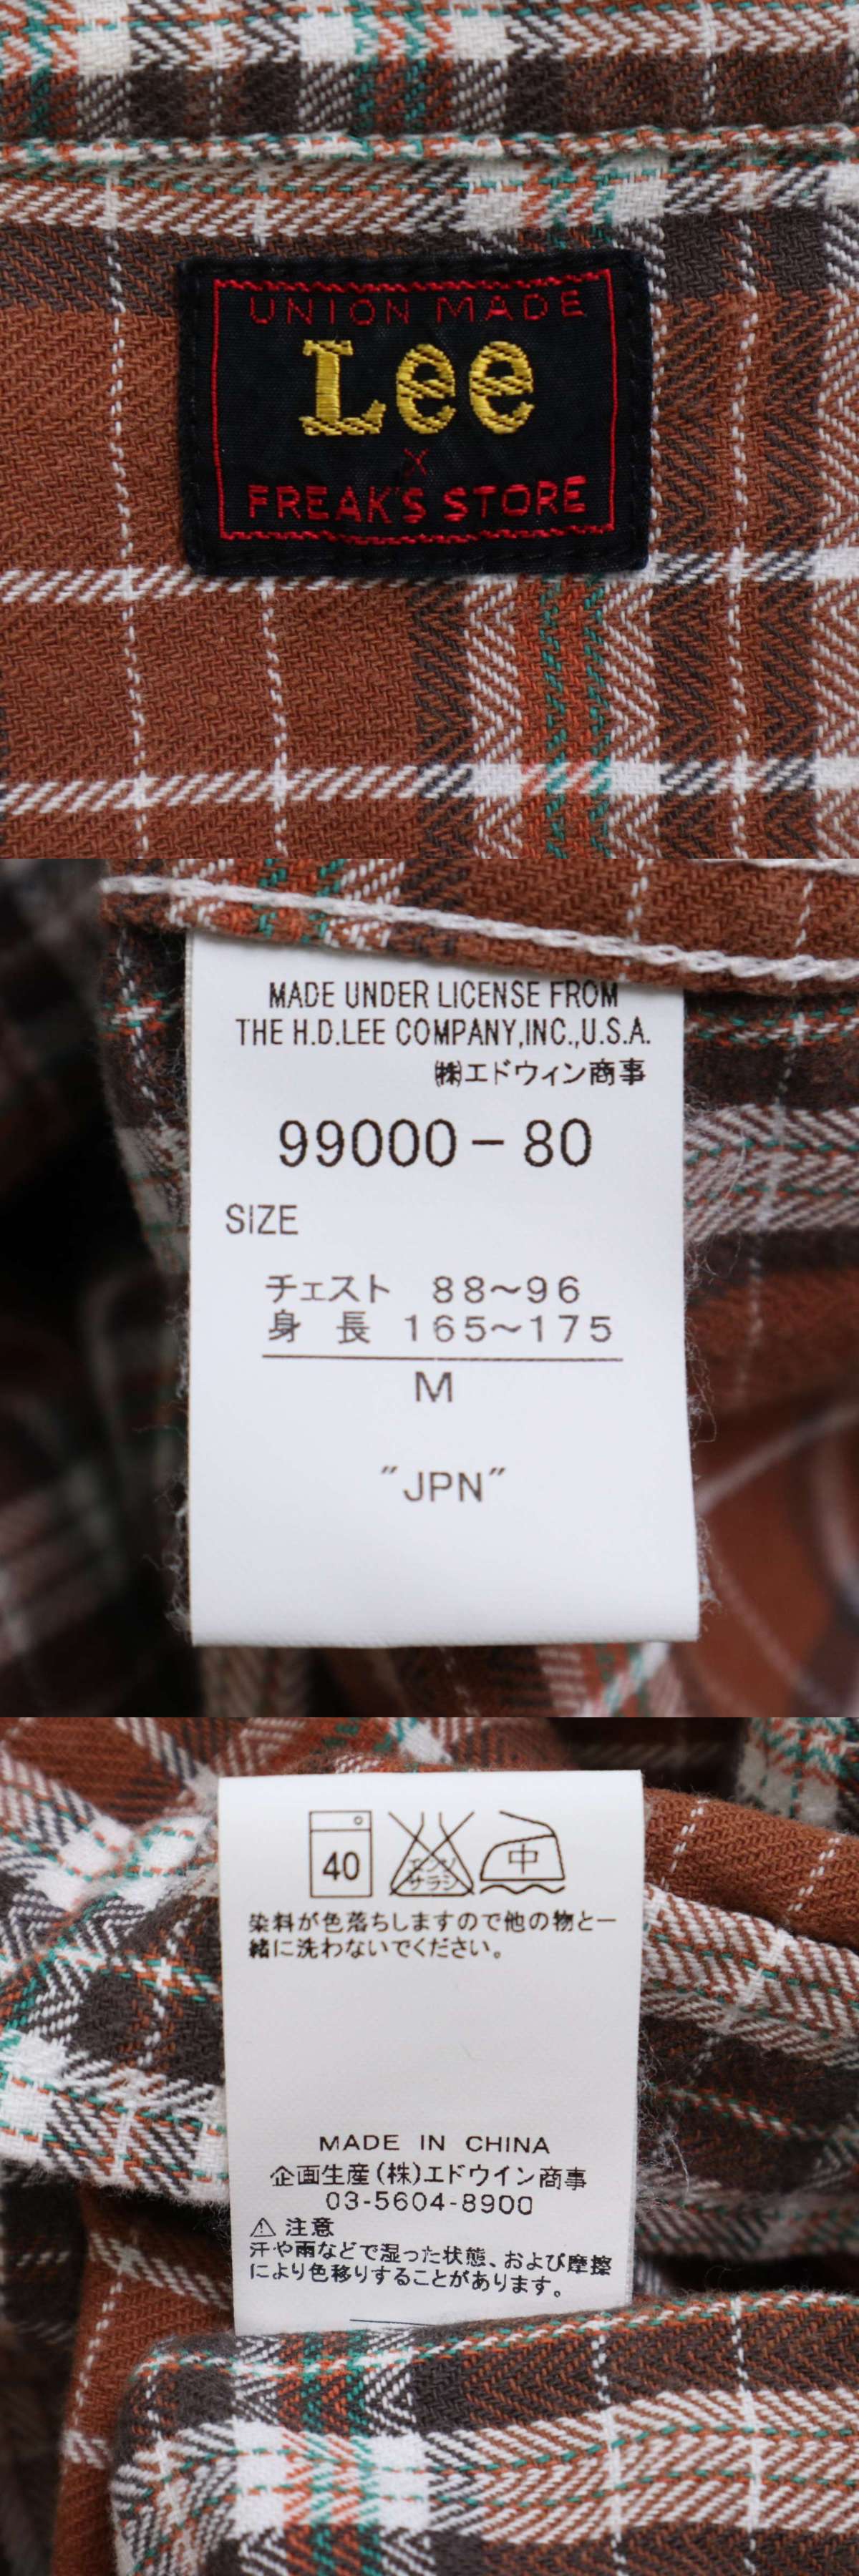 UNION MADE
Lee
×
FREAK'S STORE
MADE UNDER LICENSE FROM
THE H.D.LEE COMPANY,INC.,U.S.A.
㈱エドウィン商事
99000-80
SIZE
チェスト 88~96
身 長 165~175
M
"JPN"
40
エンソ
サラシ
中
染料が色落ちしますので他の物と一
緒に洗わないでください。
MADE IN CHINA
企画生産(株)エドウイン商事
03-5604-8900
⚠ 注意
汗や雨などで湿った状態、および摩擦
により色移りすることがあります。